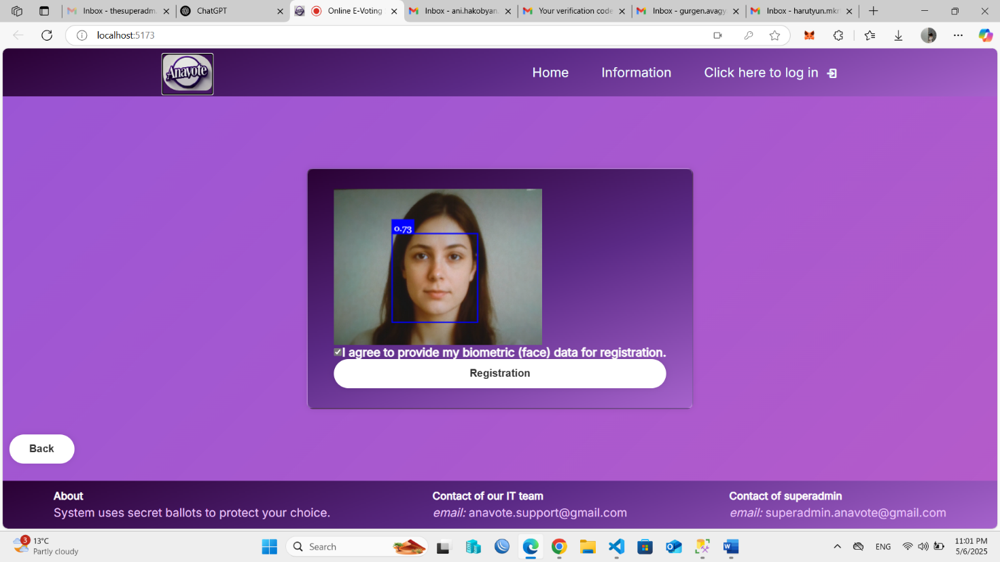 Inbox - thesuperadm
ChatGPT
Online E-Voting
Inbox - ani.hakobyan.
Your verification code
Inbox - gurgen.avagy
Inbox - harutyun.mkr
localhost:5173
Anavote
Home
Information
Click here to log in
0.73
I agree to provide my biometric (face) data for registration.
Registration
Back
About
System uses secret ballots to protect your choice.
Contact of our IT team
email: anavote.support@gmail.com
Contact of superadmin
email: superadmin.anavote@gmail.com
3
13°C
Partly cloudy
Search
ENG
11:01 PM
5/6/2025